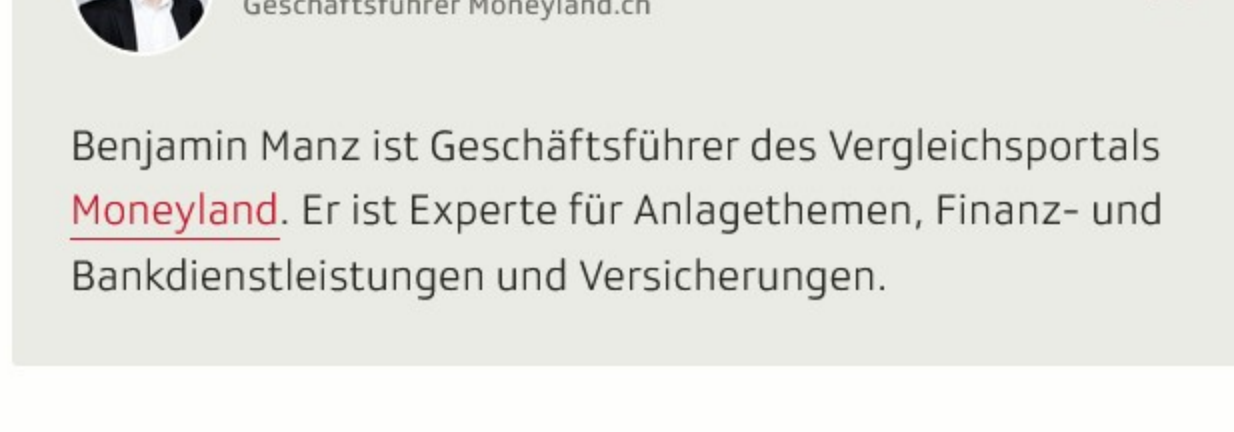 Geschäftsführer Moneyland.ch
Benjamin Manz ist Geschäftsführer des Vergleichsportals
Moneyland. Er ist Experte für Anlagethemen, Finanz- und
Bankdienstleistungen und Versicherungen.